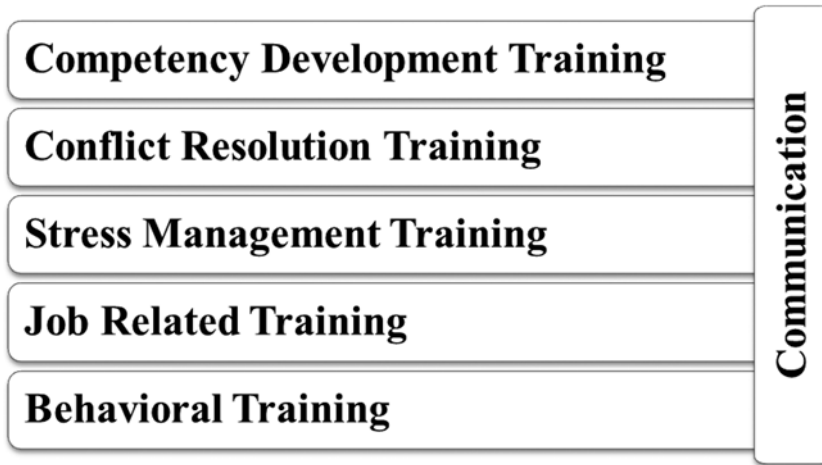 Competency Development Training
Conflict Resolution Training
Stress Management Training
Job Related Training
Behavioral Training
Communication